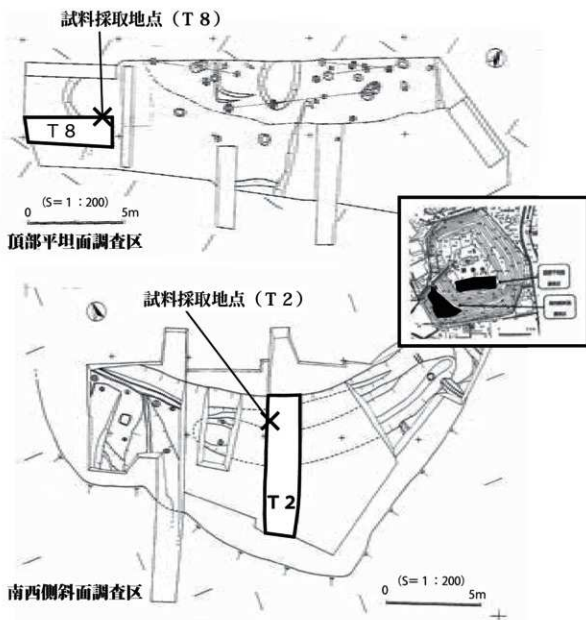 試料採取地点（T８）
T８
(S＝１：200)
0 5m
頂部平坦面調査区
試料採取地点（T２）
T２
(S＝１：200)
0 5m
南西側斜面調査区